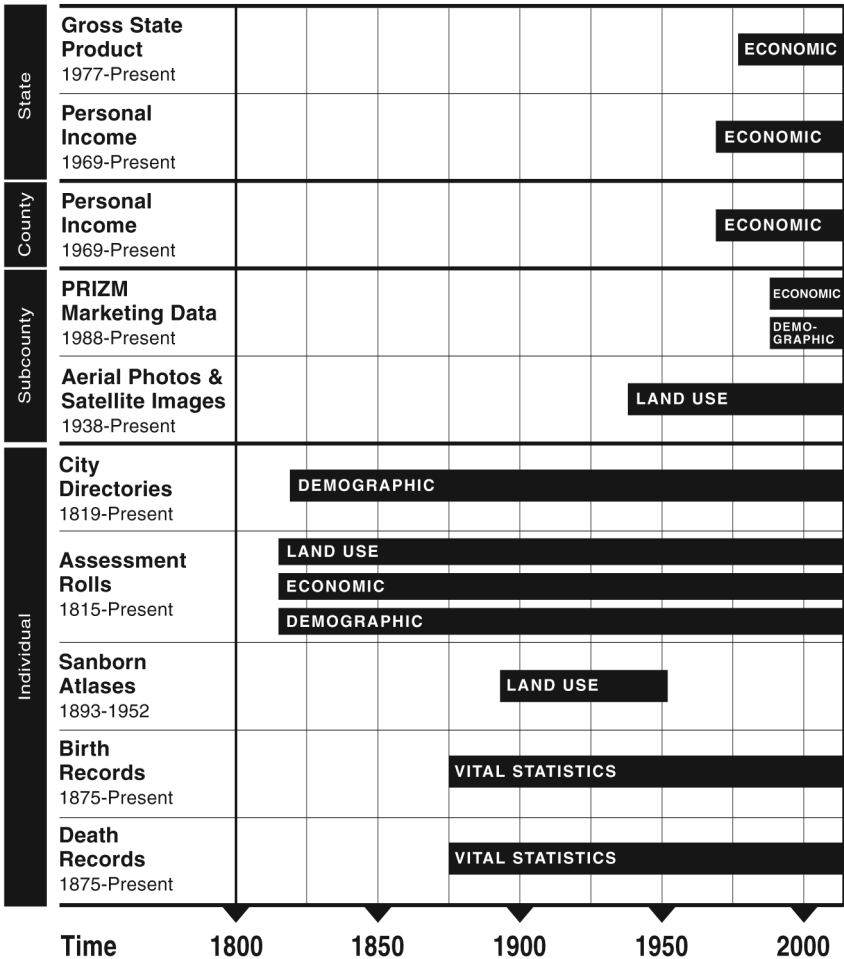 State
Gross State
Product
1977-Present
ECONOMIC
Personal
Income
1969-Present
ECONOMIC
County
Personal
Income
1969-Present
ECONOMIC
Subcounty
PRIZM
Marketing Data
1988-Present
ECONOMIC
DEMO-
GRAPHIC
Aerial Photos &
Satellite Images
1938-Present
LAND USE
Individual
City
Directories
1819-Present
DEMOGRAPHIC
Assessment
Rolls
1815-Present
LAND USE
ECONOMIC
DEMOGRAPHIC
Sanborn
Atlases
1893-1952
LAND USE
Birth
Records
1875-Present
VITAL STATISTICS
Death
Records
1875-Present
VITAL STATISTICS
Time 1800 1850 1900 1950 2000